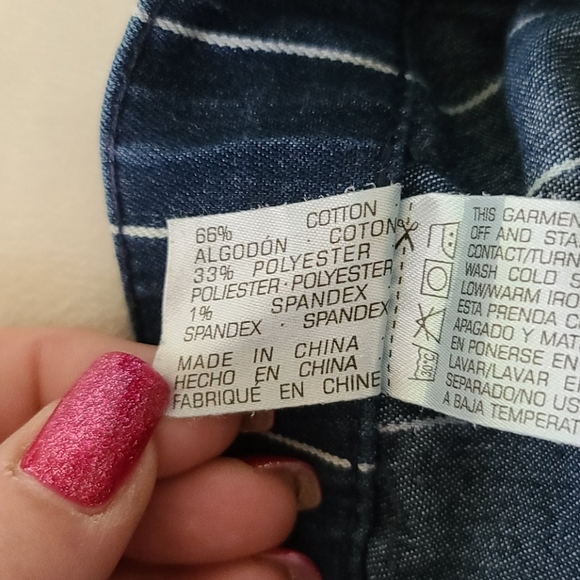 66% COTTON
ALGODÓN · COTON
33% POLYESTER
POLIESTER · POLYESTER
1% SPANDEX
SPANDEX · SPANDEX
MADE IN CHINA
HECHO EN CHINA
FABRIQUÉ EN CHINE
THIS GARMEN
OFF AND STA
CONTACT/TURN
WASH COLD S
LOW/WARM IRO
ESTA PRENDA
APAGADO Y MA
EN PONERSE EN
LAVAR/LAVAR E
SEPARADO/NO US
A BAJA TEMPERAT
30°C